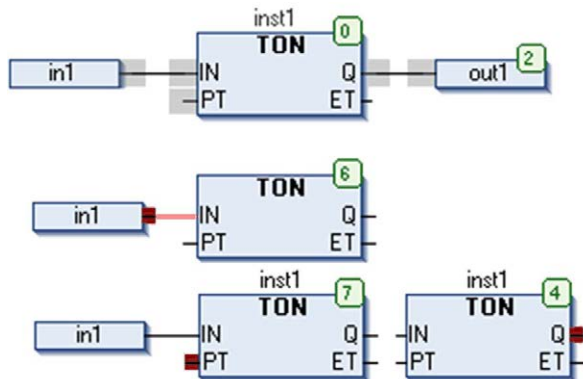 inst1
TON 0
in1 IN Q out1 2
PT ET
TON 6
in1 IN Q
PT ET
inst1 inst1
TON 7 TON 4
in1 IN Q IN Q
PT ET PT ET